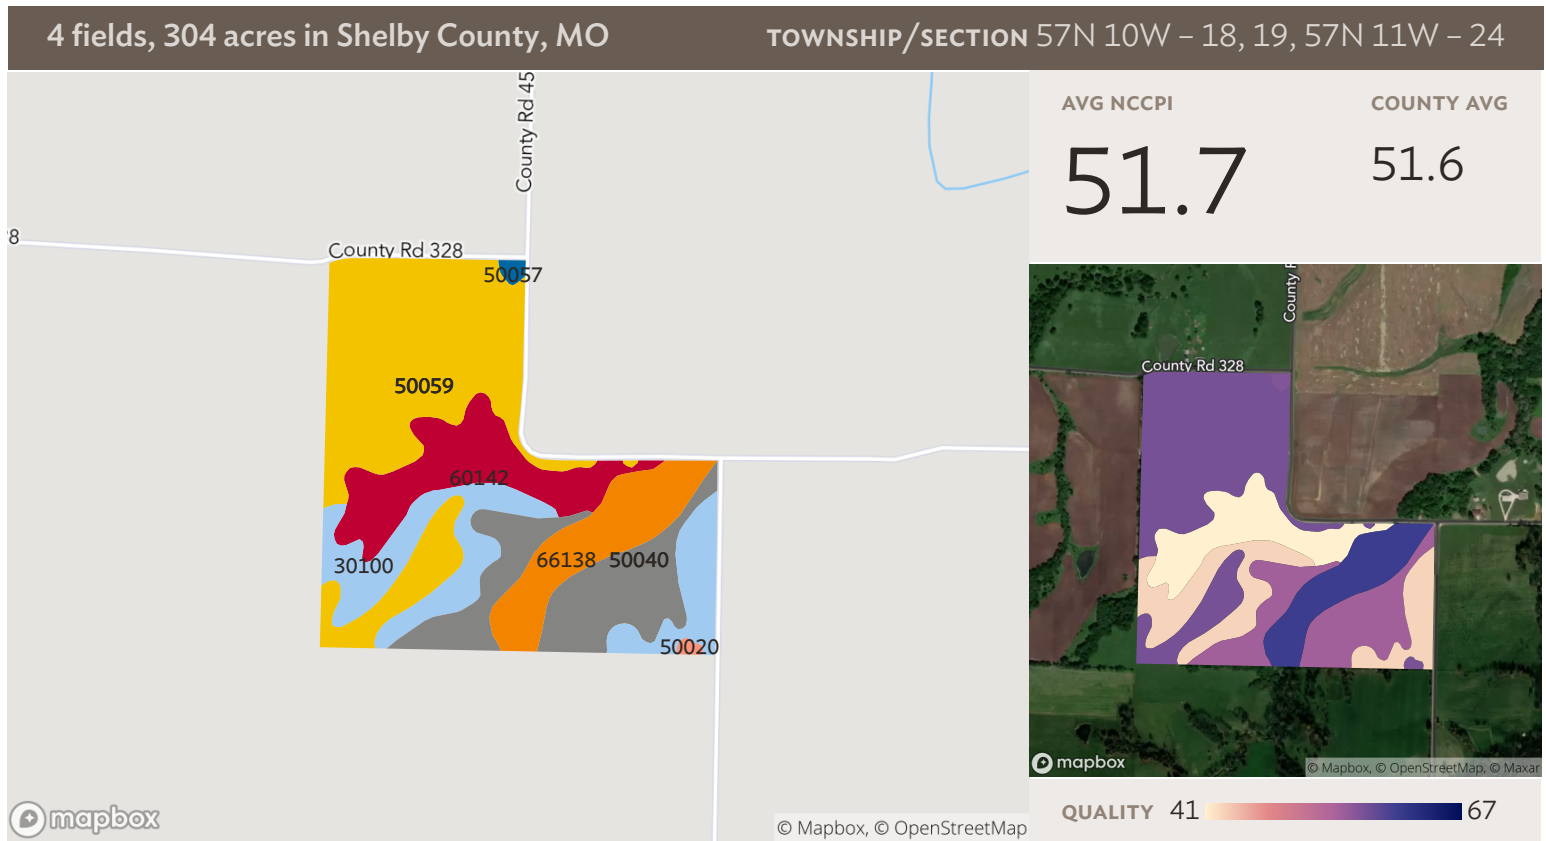 4 fields, 304 acres in Shelby County, MO
TOWNSHIP/SECTION 57N 10W – 18, 19, 57N 11W – 24
AVG NCCPI
COUNTY AVG
51.7
51.6
County Rd 45
8
County Rd 328
50057
50059
60142
30100
66138
50040
50020
mapbox
© Mapbox, © OpenStreetMap
County R
County Rd 328
mapbox
© Mapbox, © OpenStreetMap, © Maxar
QUALITY 41 67